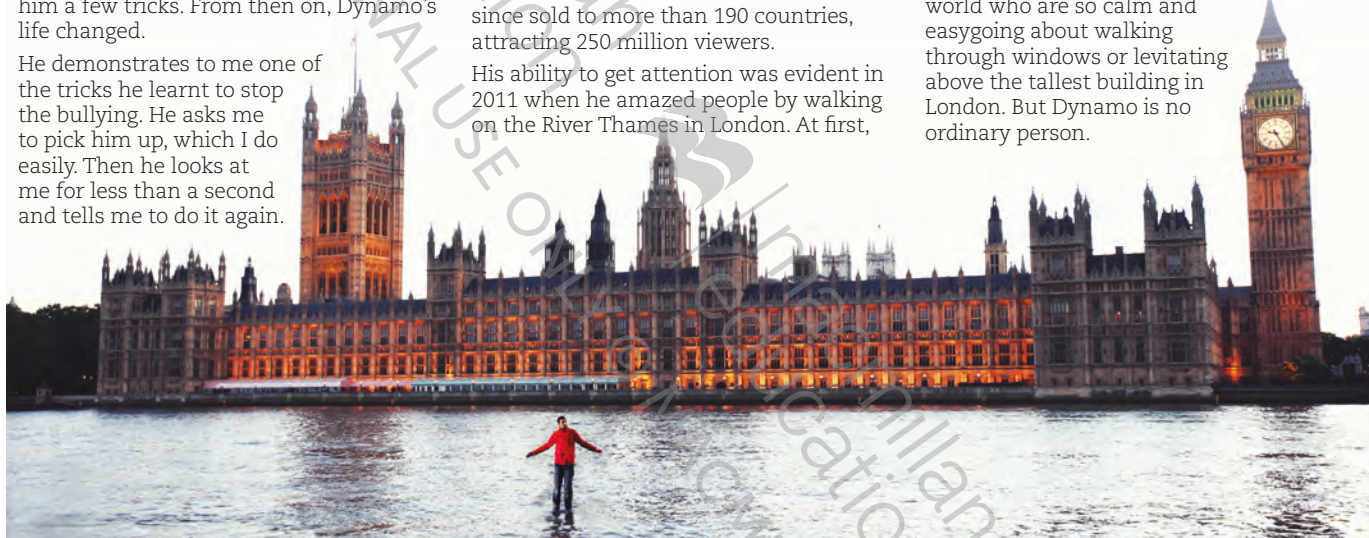 him a few tricks. From then on, Dynamo's
life changed.
He demonstrates to me one of
the tricks he learnt to stop
the bullying. He asks me
to pick him up, which I do
easily. Then he looks at
me for less than a second
and tells me to do it again.
since sold to more than 190 countries,
attracting 250 million viewers.
His ability to get attention was evident in
2011 when he amazed people by walking
on the River Thames in London. At first,
world who are so calm and
easygoing about walking
through windows or levitating
above the tallest building in
London. But Dynamo is no
ordinary person.
NAL USE ONLY ©